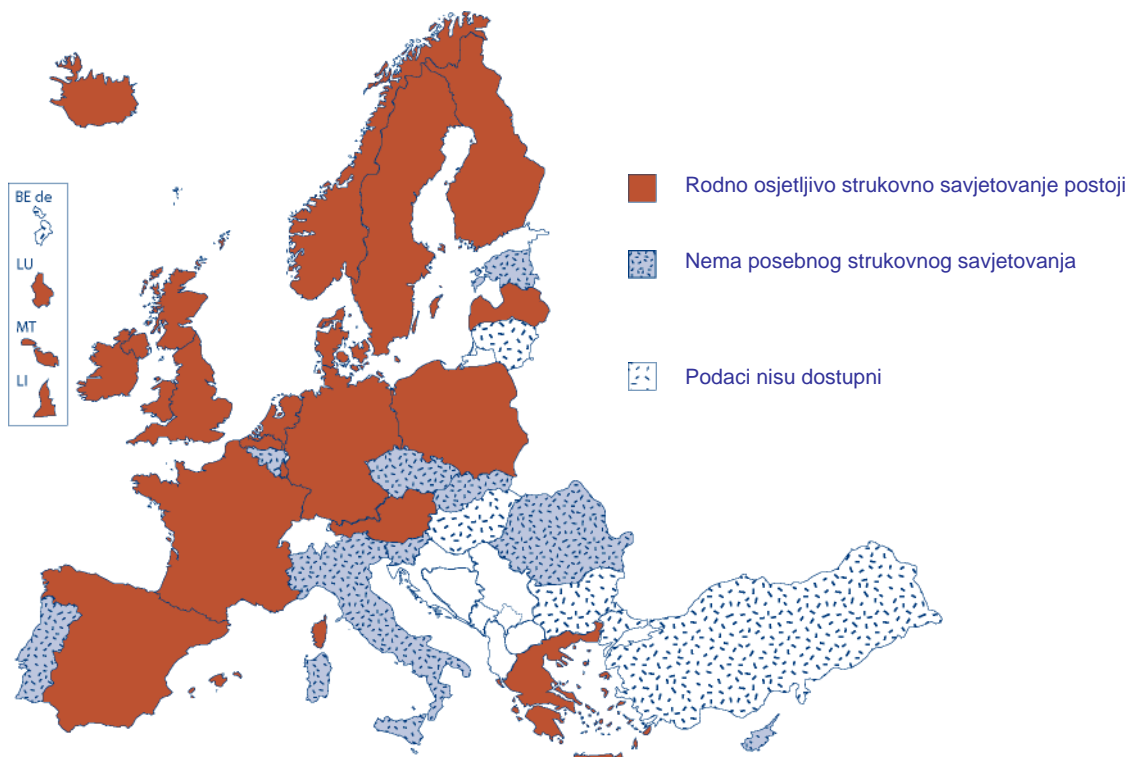 BE de
LU
MT
LI
Rodno osjetljivo strukovno savjetovanje postoji
Nema posebnog strukovnog savjetovanja
Podaci nisu dostupni